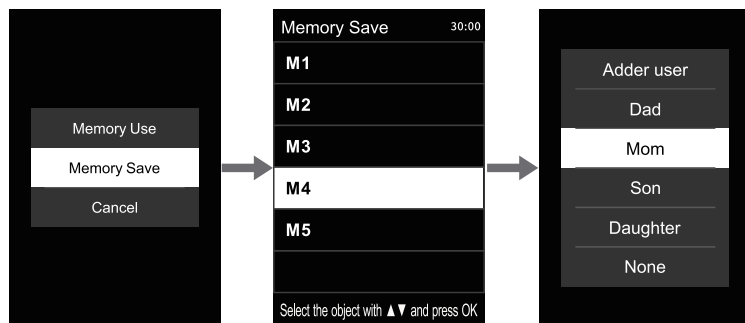 Memory Use
Memory Save
Cancel
Memory Save 30:00
M1
M2
M3
M4
M5
Select the object with ▲▼ and press OK
Adder user
Dad
Mom
Son
Daughter
None